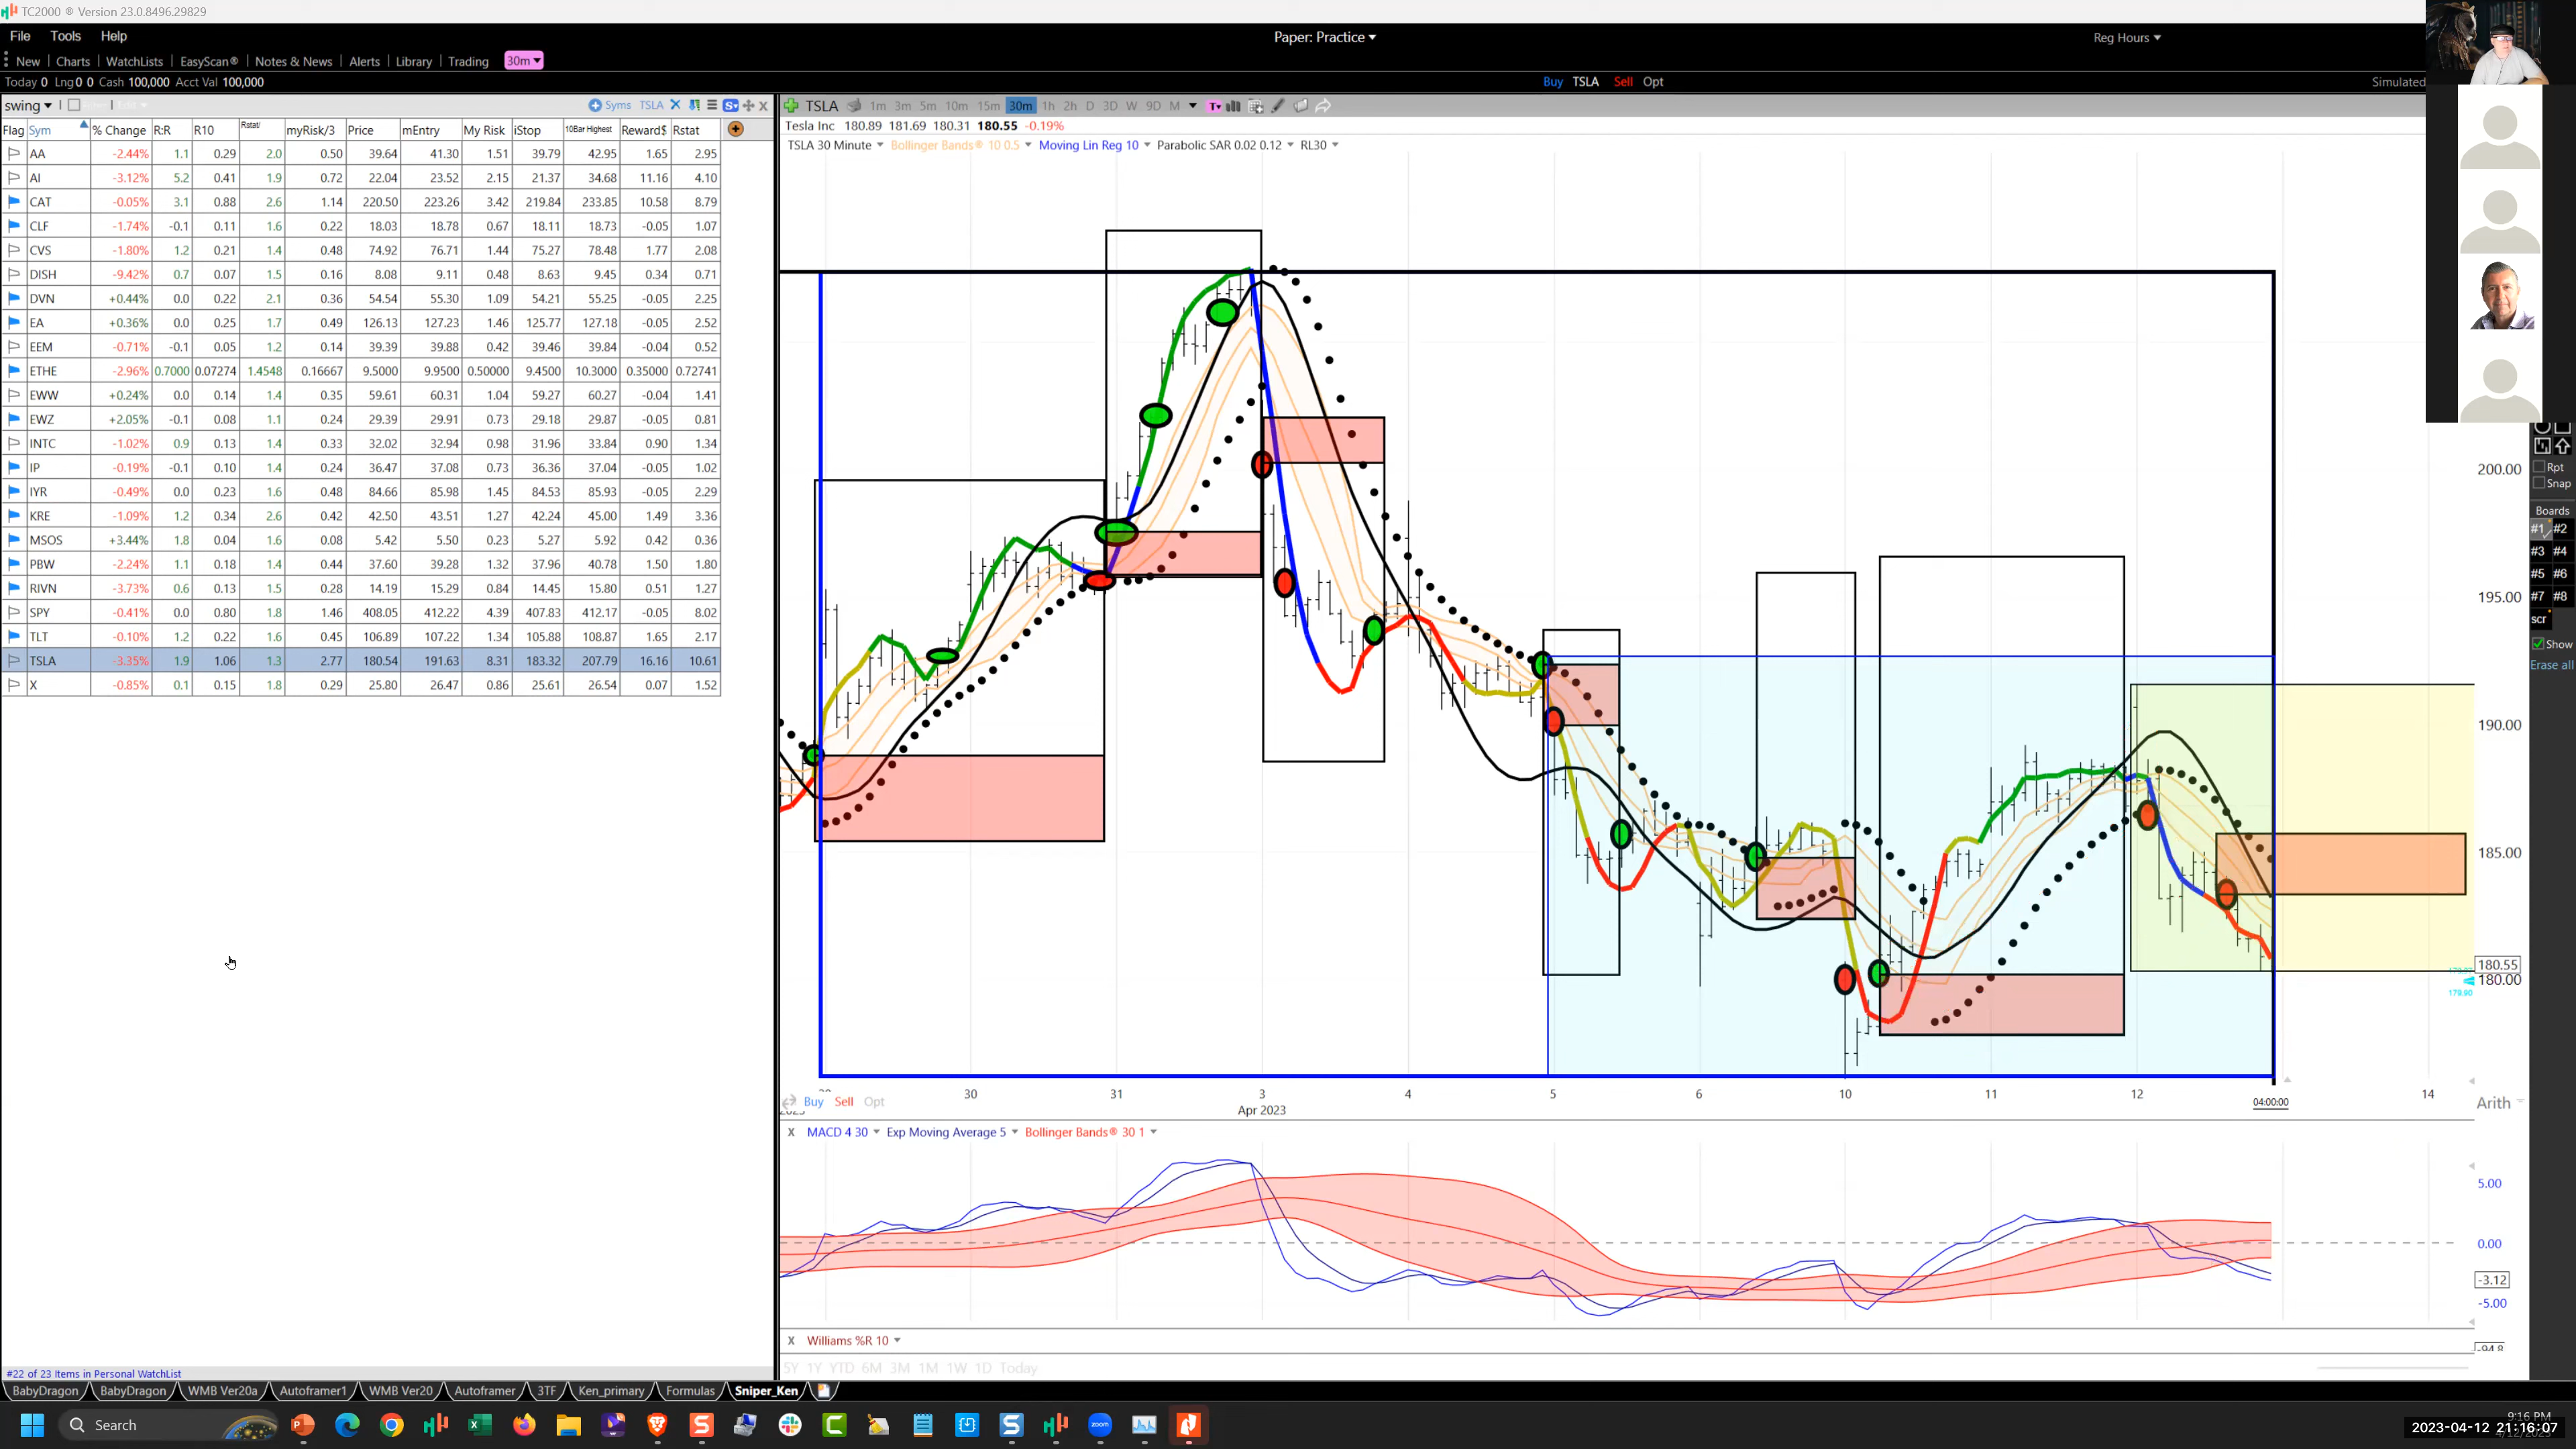 TC2000 ® Version 23.0.8496.29829
File Tools Help
Paper: Practice
Reg Hours
New Charts WatchLists EasyScan® Notes & News Alerts Library Trading 30m
Today 0 Lng 0 0 Cash 100,000 Acct Val 100,000
Buy TSLA Sell Opt
Simulated
swing
Syms TSLA
TSLA 1m 3m 5m 10m 15m 30m 1h 2h D 3D W 9D M
Flag Sym % Change R:R R10 Rstat/ myRisk/3 Price mEntry My Risk iStop 10Bar Highest Reward$ Rstat
Tesla Inc 180.89 181.69 180.31 180.55 -0.19%
TSLA 30 Minute Bollinger Bands® 10 0.5 Moving Lin Reg 10 Parabolic SAR 0.02 0.12 RL30
AA -2.44% 1.1 0.29 2.0 0.50 39.64 41.30 1.51 39.79 42.95 1.65 2.95
AI -3.12% 5.2 0.41 1.9 0.72 22.04 23.52 2.15 21.37 34.68 11.16 4.10
CAT -0.05% 3.1 0.88 2.6 1.14 220.50 223.26 3.42 219.84 233.85 10.58 8.79
CLF -1.74% -0.1 0.11 1.6 0.22 18.03 18.78 0.67 18.11 18.73 -0.05 1.07
CVS -1.80% 1.2 0.21 1.4 0.48 74.92 76.71 1.44 75.27 78.48 1.77 2.08
DISH -9.42% 0.7 0.07 1.5 0.16 8.08 9.11 0.48 8.63 9.45 0.34 0.71
DVN +0.44% 0.0 0.22 2.1 0.36 54.54 55.30 1.09 54.21 55.25 -0.05 2.25
EA +0.36% 0.0 0.25 1.7 0.49 126.13 127.23 1.46 125.77 127.18 -0.05 2.52
EEM -0.71% -0.1 0.05 1.2 0.14 39.39 39.88 0.42 39.46 39.84 -0.04 0.52
ETHE -2.96% 0.7000 0.07274 1.4548 0.16667 9.5000 9.9500 0.50000 9.4500 10.3000 0.35000 0.72741
EWW +0.24% 0.0 0.14 1.4 0.35 59.61 60.31 1.04 59.27 60.27 -0.04 1.41
EWZ +2.05% -0.1 0.08 1.1 0.24 29.39 29.91 0.73 29.18 29.87 -0.05 0.81
INTC -1.02% 0.9 0.13 1.4 0.33 32.02 32.94 0.98 31.96 33.84 0.90 1.34
IP -0.19% -0.1 0.10 1.4 0.24 36.47 37.08 0.73 36.36 37.04 -0.05 1.02
IYR -0.49% 0.0 0.23 1.6 0.48 84.66 85.98 1.45 84.53 85.93 -0.05 2.29
KRE -1.09% 1.2 0.34 2.6 0.42 42.50 43.51 1.27 42.24 45.00 1.49 3.36
MSOS +3.44% 1.8 0.04 1.6 0.08 5.42 5.50 0.23 5.27 5.92 0.42 0.36
PBW -2.24% 1.1 0.18 1.4 0.44 37.60 39.28 1.32 37.96 40.78 1.50 1.80
RIVN -3.73% 0.6 0.13 1.5 0.28 14.19 15.29 0.84 14.45 15.80 0.51 1.27
SPY -0.41% 0.0 0.80 1.8 1.46 408.05 412.22 4.39 407.83 412.17 -0.05 8.02
TLT -0.10% 1.2 0.22 1.6 0.45 106.89 107.22 1.34 105.88 108.87 1.65 2.17
TSLA -3.35% 1.9 1.06 1.3 2.77 180.54 191.63 8.31 183.32 207.79 16.16 10.61
X -0.85% 0.1 0.15 1.8 0.29 25.80 26.47 0.86 25.61 26.54 0.07 1.52
200.00
195.00
190.00
185.00
180.55
180.00
179.90
Rpt
Snap
Boards
#1 #2
#3 #4
#5 #6
#7 #8
scr
Show
Erase all
30 31 3 4 5 6 10 11 12 14
Apr 2023
04:00:00
Arith
Buy Sell Opt
MACD 4 30 Exp Moving Average 5 Bollinger Bands® 30 1
5.00
0.00
-3.12
-5.00
X Williams %R 10
-94.8
5Y 1Y YTD 6M 3M 1M 1W 1D Today
#22 of 23 Items in Personal WatchList
BabyDragon BabyDragon WMB Ver20a Autoframer1 WMB Ver20 Autoframer 3TF Ken_primary Formulas Sniper_Ken
Search
zoom
9:16 PM
2023-04-12 21:16:07